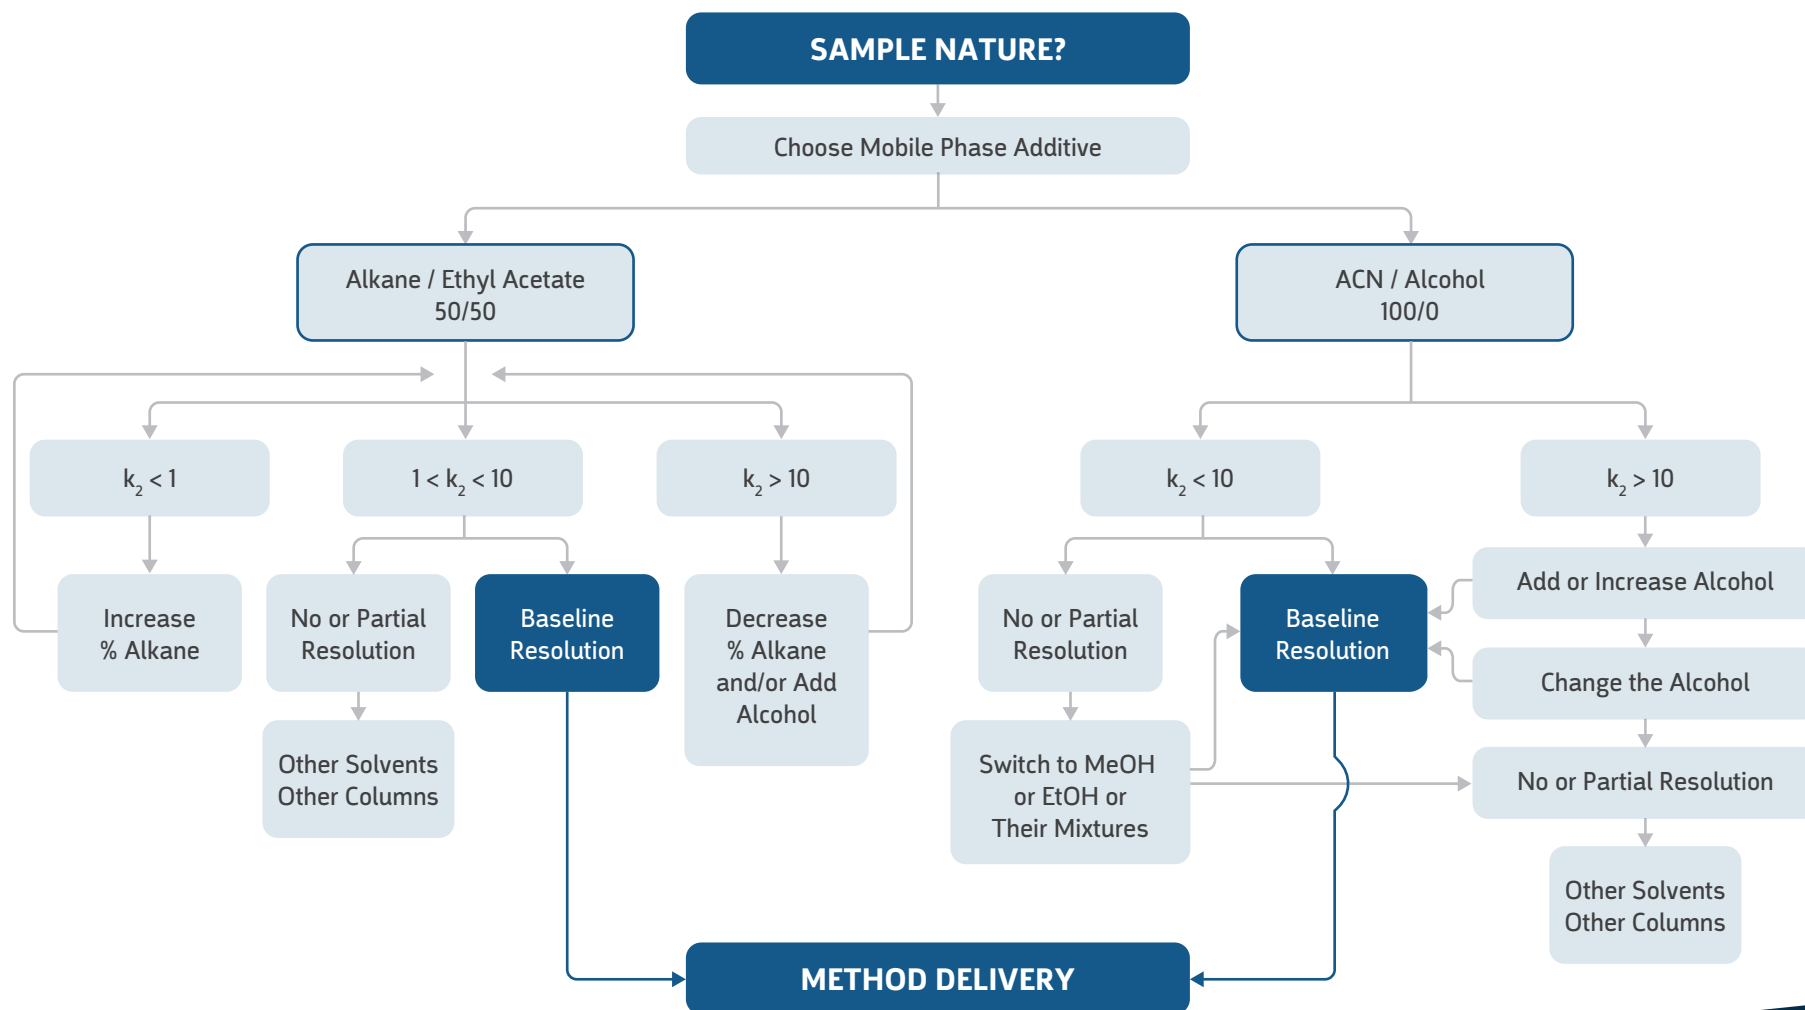 SAMPLE NATURE?
Choose Mobile Phase Additive
Alkane / Ethyl Acetate
50/50
ACN / Alcohol
100/0
k₂ < 1
1 < k₂ < 10
k₂ > 10
k₂ < 10
k₂ > 10
Increase
% Alkane
No or Partial
Resolution
Baseline
Resolution
Decrease
% Alkane
and/or Add
Alcohol
Other Solvents
Other Columns
No or Partial
Resolution
Baseline
Resolution
Add or Increase Alcohol
Change the Alcohol
Switch to MeOH
or EtOH or
Their Mixtures
No or Partial Resolution
Other Solvents
Other Columns
METHOD DELIVERY